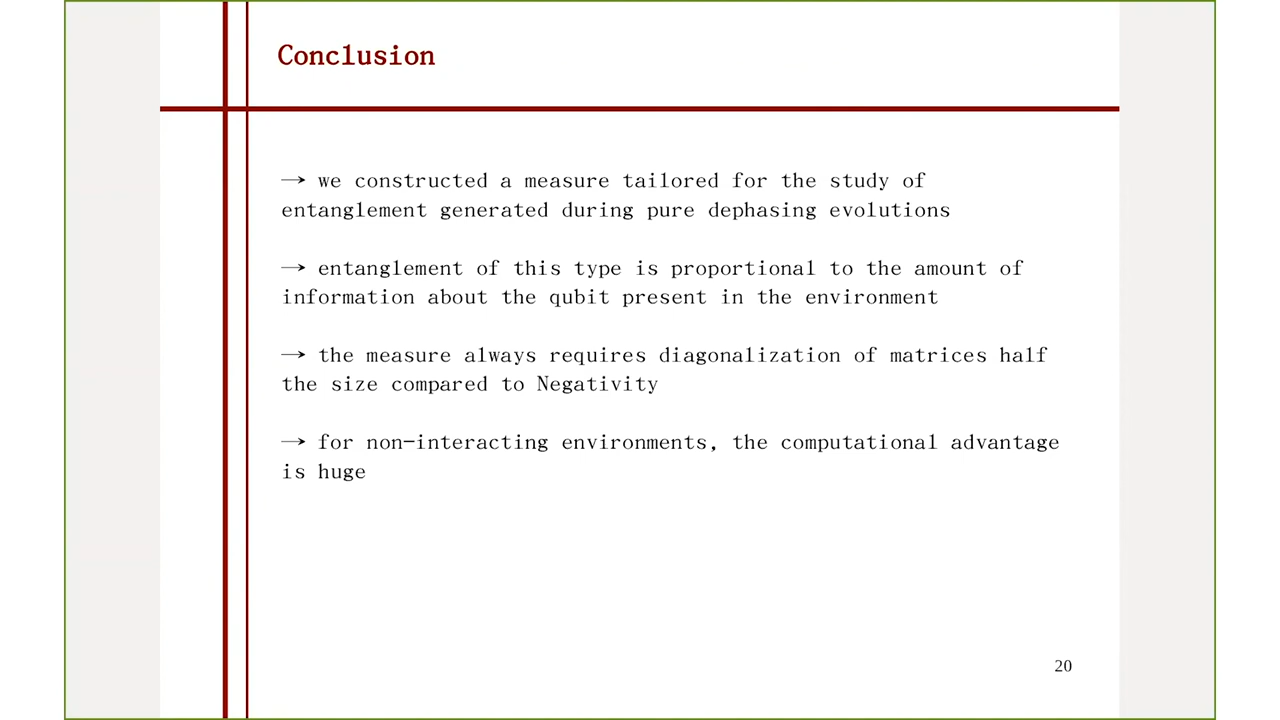 Conclusion
→ we constructed a measure tailored for the study of
entanglement generated during pure dephasing evolutions
→ entanglement of this type is proportional to the amount of
information about the qubit present in the environment
→ the measure always requires diagonalization of matrices half
the size compared to Negativity
→ for non-interacting environments, the computational advantage
is huge
20